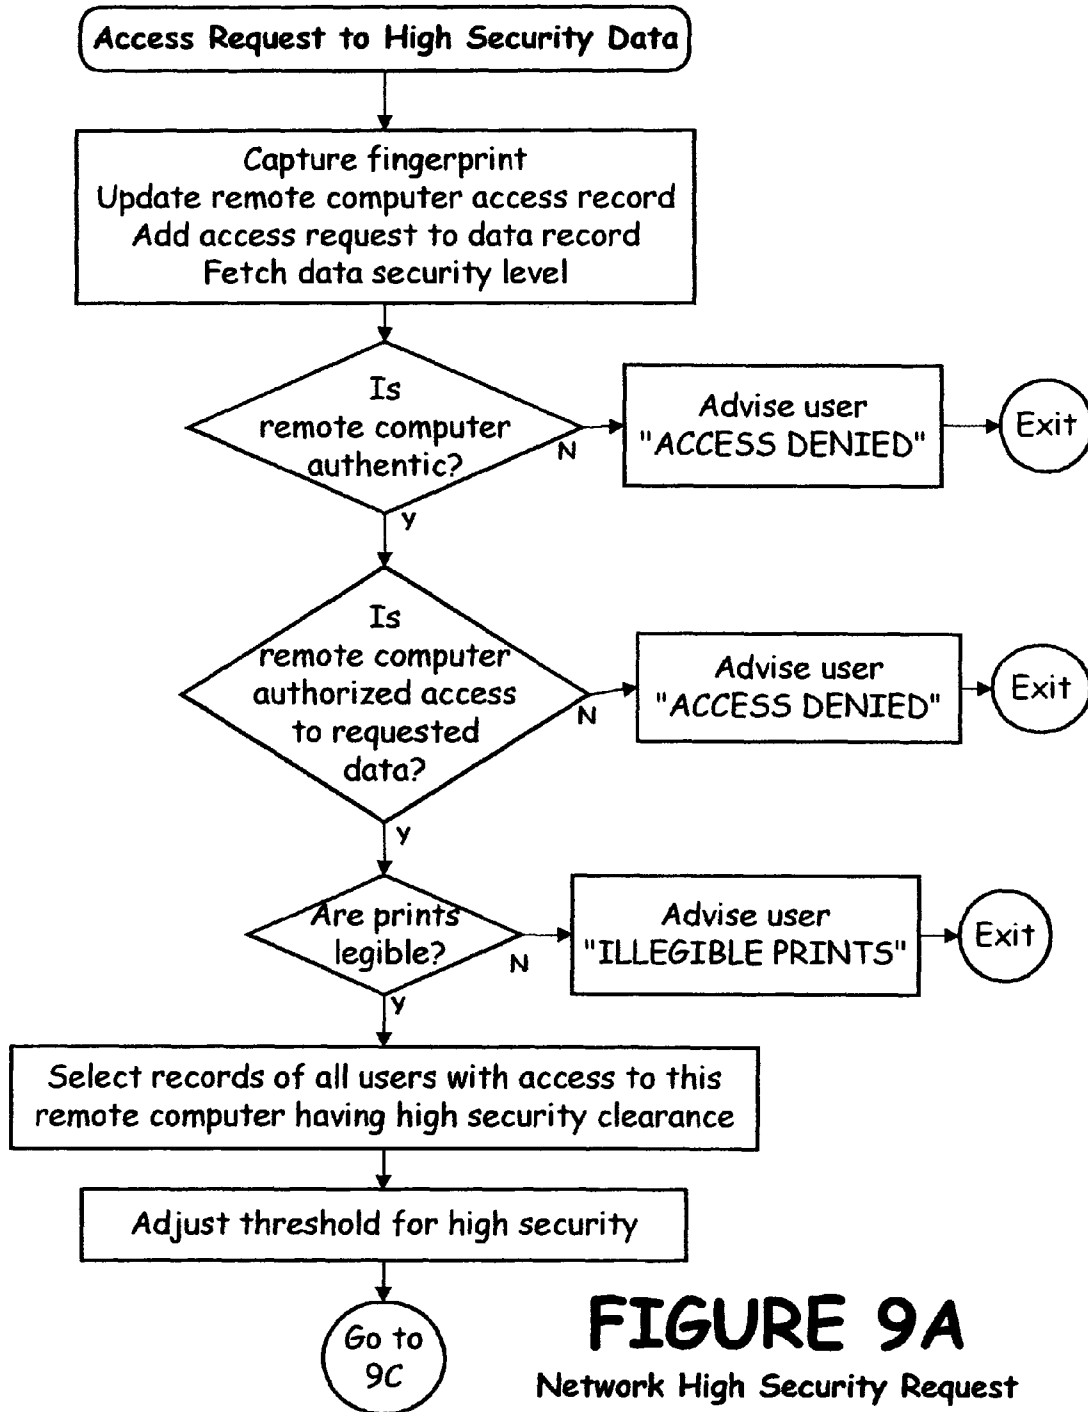 Access Request to High Security Data
Capture fingerprint
Update remote computer access record
Add access request to data record
Fetch data security level
Is
remote computer
authentic?
N
Advise user
"ACCESS DENIED"
Exit
y
Is
remote computer
authorized access
to requested
data?
N
Advise user
"ACCESS DENIED"
Exit
y
Are prints
legible?
N
Advise user
"ILLEGIBLE PRINTS"
Exit
y
Select records of all users with access to this
remote computer having high security clearance
Adjust threshold for high security
Go to
9C
FIGURE 9A
Network High Security Request